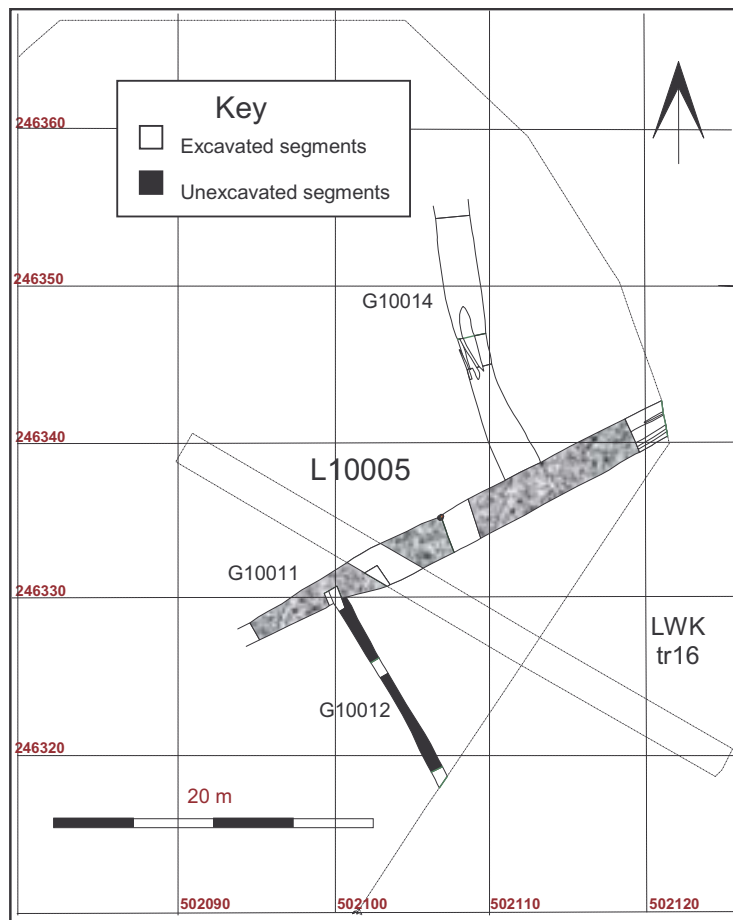 Key
Excavated segments
Unexcavated segments
246360
246350
G10014
246340
L10005
G10011
246330
LWK
tr16
G10012
246320
20 m
502090
502100
502110
502120